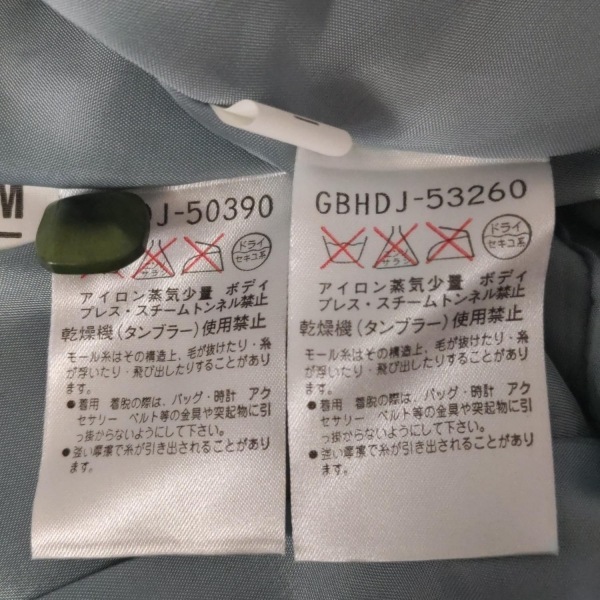 M
DJ-50390
サラシ
ドライ
セキユ系
アイロン蒸気少量 ボディ
プレス・スチームトンネル禁止
乾燥機(タンブラー)使用禁止
モール糸はその構造上,毛が抜けたり・糸
が浮いたり・飛び出したりすることがあり
ます。
●着用 着脱の際は、バッグ・時計 アク
セサリー ベルト等の金具や突起物に引
っ掛からないようにして下さい。
●強い摩擦で糸が引き出されることがあり
ます。
GBHDJ-53260
サラシ
ドライ
セキユ系
アイロン蒸気少量 ボディ
プレス・スチームトンネル禁止
乾燥機(タンブラー)使用禁止
モール糸はその構造上,毛が抜けたり・糸
が浮いたり・飛び出したりすることがあり
ます。
●着用 着脱の際は、バッグ・時計 アク
セサリー ベルト等の金具や突起物に引
っ掛からないようにして下さい。
●強い摩擦で糸が引き出されることがあり
ます。